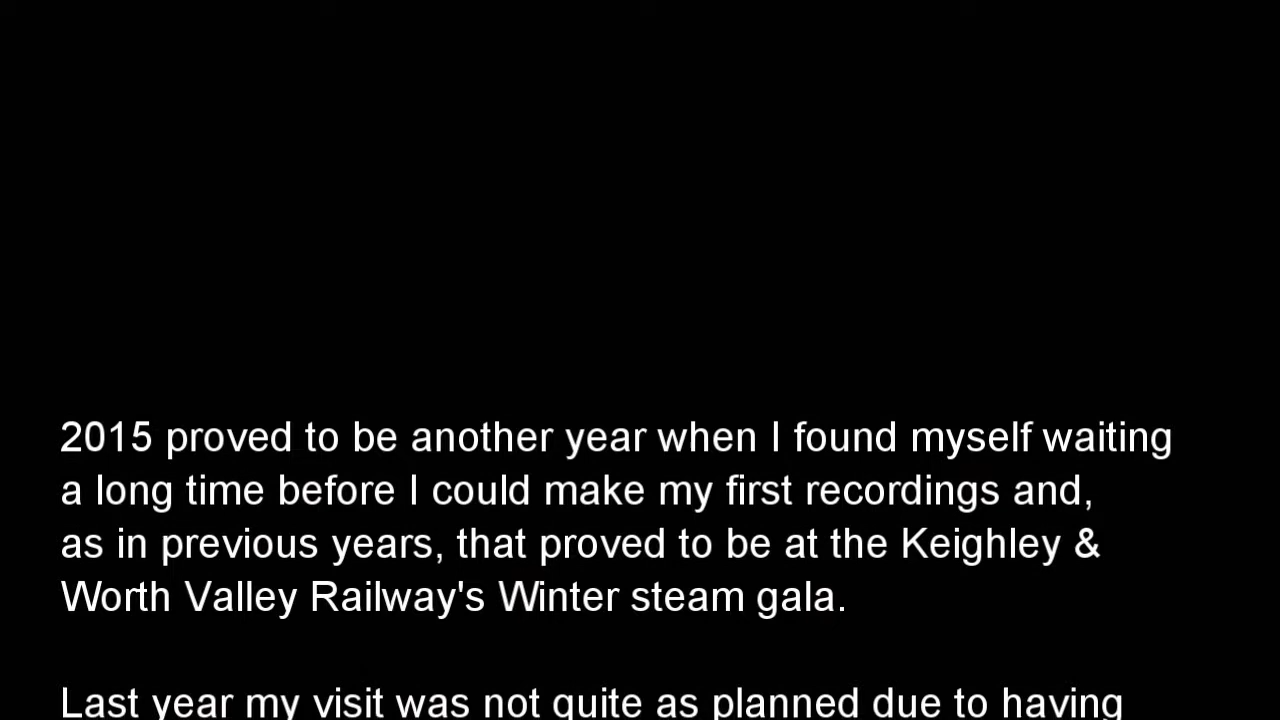 2015 proved to be another year when I found myself waiting
a long time before I could make my first recordings and,
as in previous years, that proved to be at the Keighley &
Worth Valley Railway's Winter steam gala.
Last year my visit was not quite as planned due to having